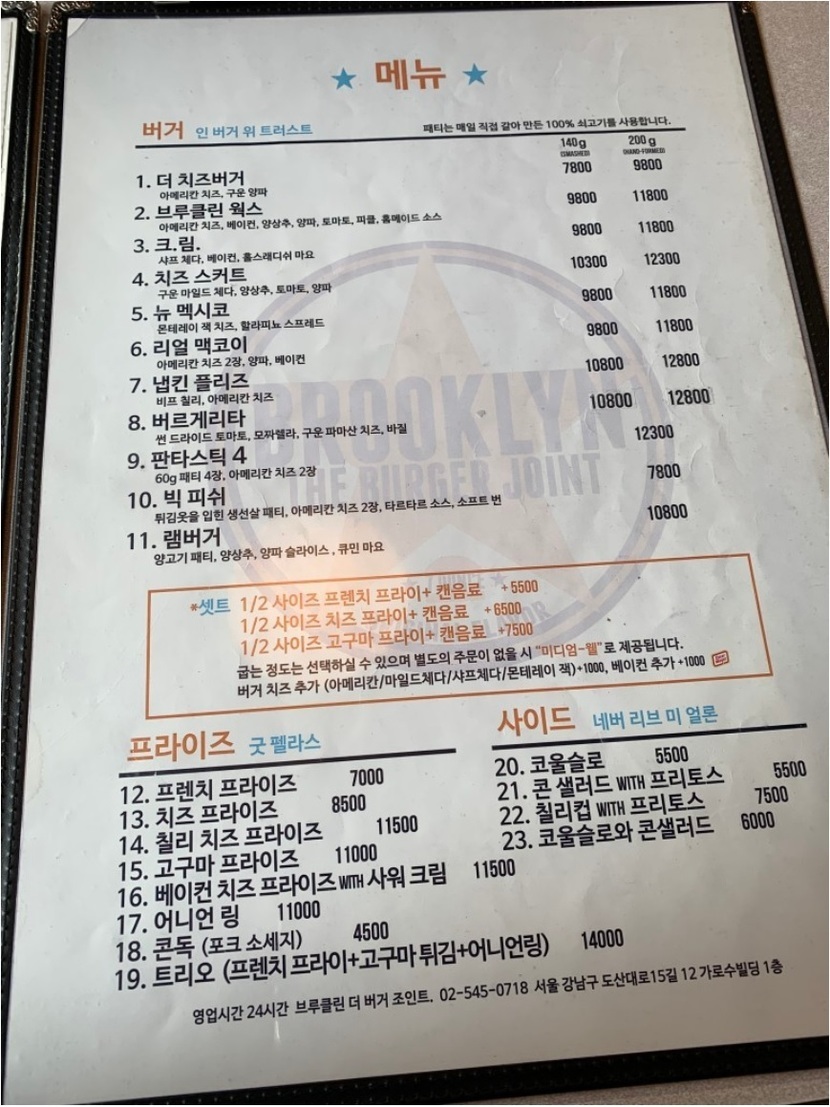 ★ 메뉴 ★
버거 인 버거 위 트러스트 패티는 매일 직접 갈아 만든 100% 쇠고기를 사용합니다.
140g 200g
(SMASHED) (HAND-FORMED)
1. 더 치즈버거 7800 9800
아메리칸 치즈, 구운 양파
2. 브루클린 웍스 9800 11800
아메리칸 치즈, 베이컨, 양상추, 양파, 토마토, 피클, 홈메이드 소스
3. 크.림. 9800 11800
샤프 체다, 베이컨, 홀스래디쉬 마요
4. 치즈 스커트 10300 12300
구운 마일드 체다, 양상추, 토마토, 양파
5. 뉴 멕시코 9800 11800
몬테레이 잭 치즈, 할라피뇨 스프레드
6. 리얼 맥코이 9800 11800
아메리칸 치즈 2장, 양파, 베이컨
7. 냅킨 플리즈 10800 12800
비프 칠리, 아메리칸 치즈
8. 버르게리타 10800 12800
썬 드라이드 토마토, 모짜렐라, 구운 파마산 치즈, 바질
9. 판타스틱 4 12300
60g 패티 4장, 아메리칸 치즈 2장
10. 빅 피쉬 7800
튀김옷을 입힌 생선살 패티, 아메리칸 치즈 2장, 타르타르 소스, 소프트 번
11. 램버거 10800
양고기 패티, 양상추, 양파 슬라이스, 큐민 마요
BROOKLYN
THE BURGER JOINT
*셋트 1/2 사이즈 프렌치 프라이+ 캔음료 +5500
1/2 사이즈 치즈 프라이+ 캔음료 +6500
1/2 사이즈 고구마 프라이+ 캔음료 +7500
굽는 정도는 선택하실 수 있으며 별도의 주문이 없을 시 "미디엄-웰"로 제공됩니다.
버거 치즈 추가 (아메리칸/마일드체다/샤프체다/몬테레이 잭)+1000, 베이컨 추가 +1000
프라이즈 굿 펠라스
12. 프렌치 프라이즈 7000
13. 치즈 프라이즈 8500
14. 칠리 치즈 프라이즈 11500
15. 고구마 프라이즈 11000
16. 베이컨 치즈 프라이즈 WITH 사워 크림 11500
17. 어니언 링 11000
18. 콘독 (포크 소세지) 4500
19. 트리오 (프렌치 프라이+고구마 튀김+어니언링) 14000
사이드 네버 리브 미 얼론
20. 코울슬로 5500
21. 콘 샐러드 WITH 프리토스 5500
22. 칠리컵 WITH 프리토스 7500
23. 코울슬로와 콘샐러드 6000
영업시간 24시간 브루클린 더 버거 조인트. 02-545-0718 서울 강남구 도산대로15길 12 가로수빌딩 1층